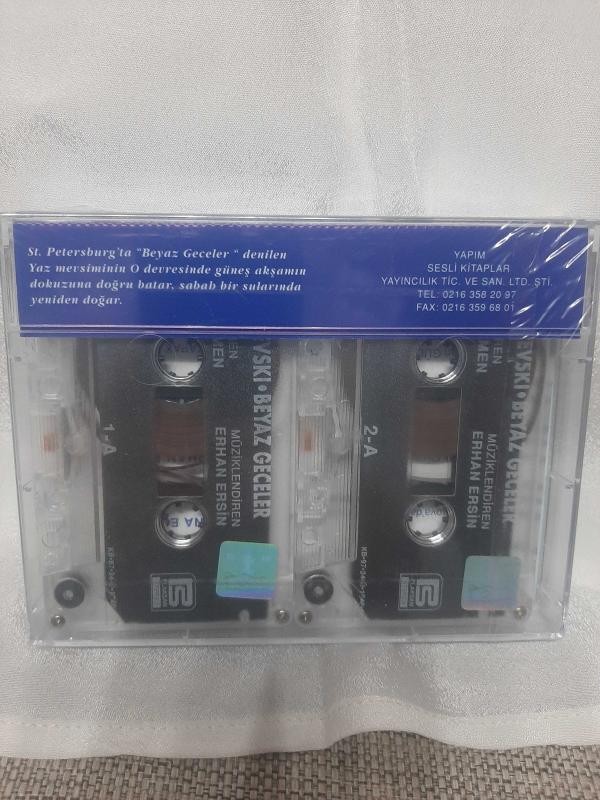 St. Petersburg'ta "Beyaz Geceler " denilen
Yaz mevsiminin O devresinde güneş akşamın
dokuzuna doğru batar, sabah bir sularında
yeniden doğar.
YAPIM
SESLİ KİTAPLAR
YAYINCILIK TİC. VE SAN. LTD. ŞTİ.
TEL: 0216 358 20 97
FAX: 0216 359 68 01
VSKI•BEYAZ GECELER
MÜZİKLENDİREN
ERHAN ERSİN
1-A
EVSKI•BEYAZ GECELER
MÜZİKLENDİREN
ERHAN ERSİN
2-A